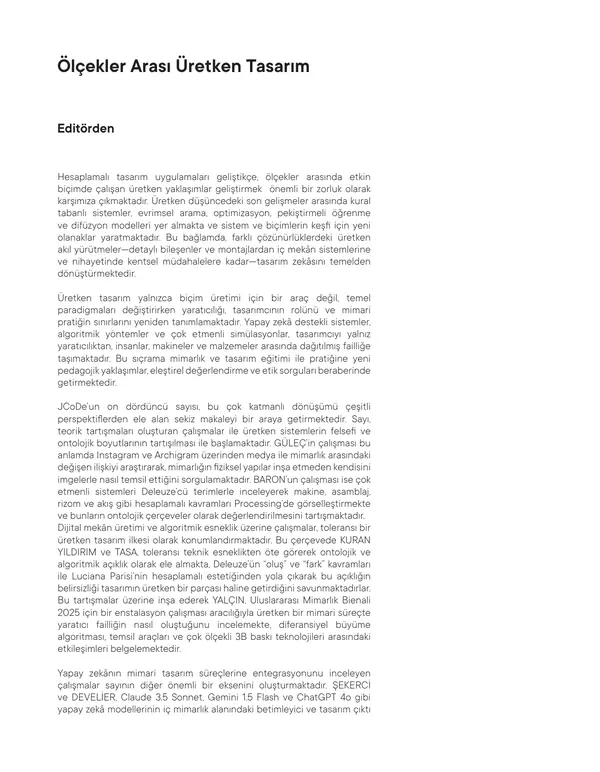 Ölçekler Arası Üretken Tasarım
Editörden
Hesaplamalı tasarım uygulamaları geliştikçe, ölçekler arasında etkin
biçimde çalışan üretken yaklaşımlar geliştirmek önemli bir zorluk olarak
karşımıza çıkmaktadır. Üretken düşüncedeki son gelişmeler arasında kural
tabanlı sistemler, evrimsel arama, optimizasyon, pekiştirmeli öğrenme
ve difüzyon modelleri yer almakta ve sistem ve biçimlerin keşfi için yeni
olanaklar yaratmaktadır. Bu bağlamda, farklı çözünürlüklerdeki üretken
akıl yürütmeler—detaylı bileşenler ve montajlardan iç mekân sistemlerine
ve nihayetinde kentsel müdahalelere kadar—tasarım zekâsını temelden
dönüştürmektedir.
Üretken tasarım yalnızca biçim üretimi için bir araç değil, temel
paradigmaları değiştirirken yaratıcılığı, tasarımcının rolünü ve mimari
pratiğin sınırlarını yeniden tanımlamaktadır. Yapay zekâ destekli sistemler,
algoritmik yöntemler ve çok etmenli simülasyonlar, tasarımcıyı yalnız
yaratıcılıktan, insanlar, makineler ve malzemeler arasında dağıtılmış failliğe
taşımaktadır. Bu sıçrama mimarlık ve tasarım eğitimi ile pratiğine yeni
pedagojik yaklaşımlar, eleştirel değerlendirme ve etik sorguları beraberinde
getirmektedir.
JCoDe'un on dördüncü sayısı, bu çok katmanlı dönüşümü çeşitli
perspektiflerden ele alan sekiz makaleyi bir araya getirmektedir. Sayı,
teorik tartışmaları oluşturan çalışmalar ile üretken sistemlerin felsefi ve
ontolojik boyutlarının tartışılması ile başlamaktadır. GÜLEÇ'in çalışması bu
anlamda Instagram ve Archigram üzerinden medya ile mimarlık arasındaki
değişen ilişkiyi araştırarak, mimarlığın fiziksel yapılar inşa etmeden kendisini
imgelerle nasıl temsil ettiğini sorgulamaktadır. BARON'un çalışması ise çok
etmenli sistemleri Deleuze'cü terimlerle inceleyerek makine, asamblaj,
rizom ve akış gibi hesaplamalı kavramları Processing'de görselleştirmekte
ve bunların ontolojik çerçeveler olarak değerlendirilmesini tartışmaktadır.
Dijital mekân üretimi ve algoritmik esneklik üzerine çalışmalar, toleransı bir
üretken tasarım ilkesi olarak konumlandırmaktadır. Bu çerçevede KURAN
YILDIRIM ve TASA, toleransı teknik esneklikten öte görerek ontolojik ve
algoritmik açıklık olarak ele almakta, Deleuze'ün "oluş" ve "fark" kavramları
ile Luciana Parisi'nin hesaplamalı estetiğinden yola çıkarak bu açıklığın
belirsizliği tasarımın üretken bir parçası haline getirdiğini savunmaktadırlar.
Bu tartışmalar üzerine inşa ederek YALÇIN, Uluslararası Mimarlık Bienali
2025 için bir enstalasyon çalışması aracılığıyla üretken bir mimari süreçte
yaratıcı failliğin nasıl oluştuğunu incelemekte, diferansiyel büyüme
algoritması, temsil araçları ve çok ölçekli 3B baskı teknolojileri arasındaki
etkileşimleri belgelemektedir.
Yapay zekânın mimari tasarım süreçlerine entegrasyonunu inceleyen
çalışmalar sayının diğer önemli bir eksenini oluşturmaktadır. ŞEKERCİ
ve DEVELİER, Claude 3.5 Sonnet, Gemini 1.5 Flash ve ChatGPT 4o gibi
yapay zekâ modellerinin iç mimarlık alanındaki betimleyici ve tasarım çıktı